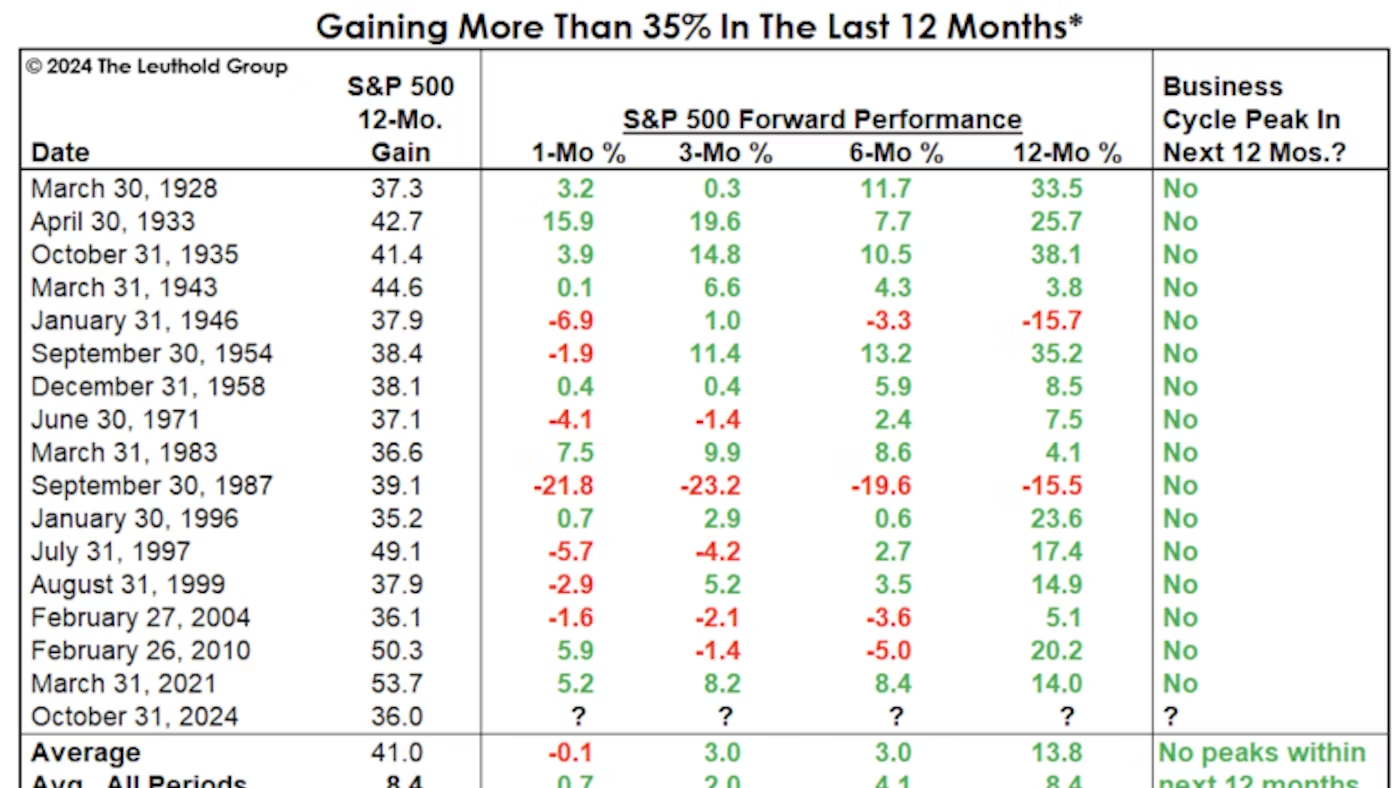 Gaining More Than 35% In The Last 12 Months*
© 2024 The Leuthold Group
S&P 500 Business
12-Mo. S&P 500 Forward Performance Cycle Peak In
Date Gain 1-Mo % 3-Mo % 6-Mo % 12-Mo % Next 12 Mos.?
March 30, 1928 37.3 3.2 0.3 11.7 33.5 No
April 30, 1933 42.7 15.9 19.6 7.7 25.7 No
October 31, 1935 41.4 3.9 14.8 10.5 38.1 No
March 31, 1943 44.6 0.1 6.6 4.3 3.8 No
January 31, 1946 37.9 -6.9 1.0 -3.3 -15.7 No
September 30, 1954 38.4 -1.9 11.4 13.2 35.2 No
December 31, 1958 38.1 0.4 0.4 5.9 8.5 No
June 30, 1971 37.1 -4.1 -1.4 2.4 7.5 No
March 31, 1983 36.6 7.5 9.9 8.6 4.1 No
September 30, 1987 39.1 -21.8 -23.2 -19.6 -15.5 No
January 30, 1996 35.2 0.7 2.9 0.6 23.6 No
July 31, 1997 49.1 -5.7 -4.2 2.7 17.4 No
August 31, 1999 37.9 -2.9 5.2 3.5 14.9 No
February 27, 2004 36.1 -1.6 -2.1 -3.6 5.1 No
February 26, 2010 50.3 5.9 -1.4 -5.0 20.2 No
March 31, 2021 53.7 5.2 8.2 8.4 14.0 No
October 31, 2024 36.0 ? ? ? ? ?
Average 41.0 -0.1 3.0 3.0 13.8 No peaks within
Avg., All Periods 8.4 0.7 2.0 4.1 8.4 next 12 months